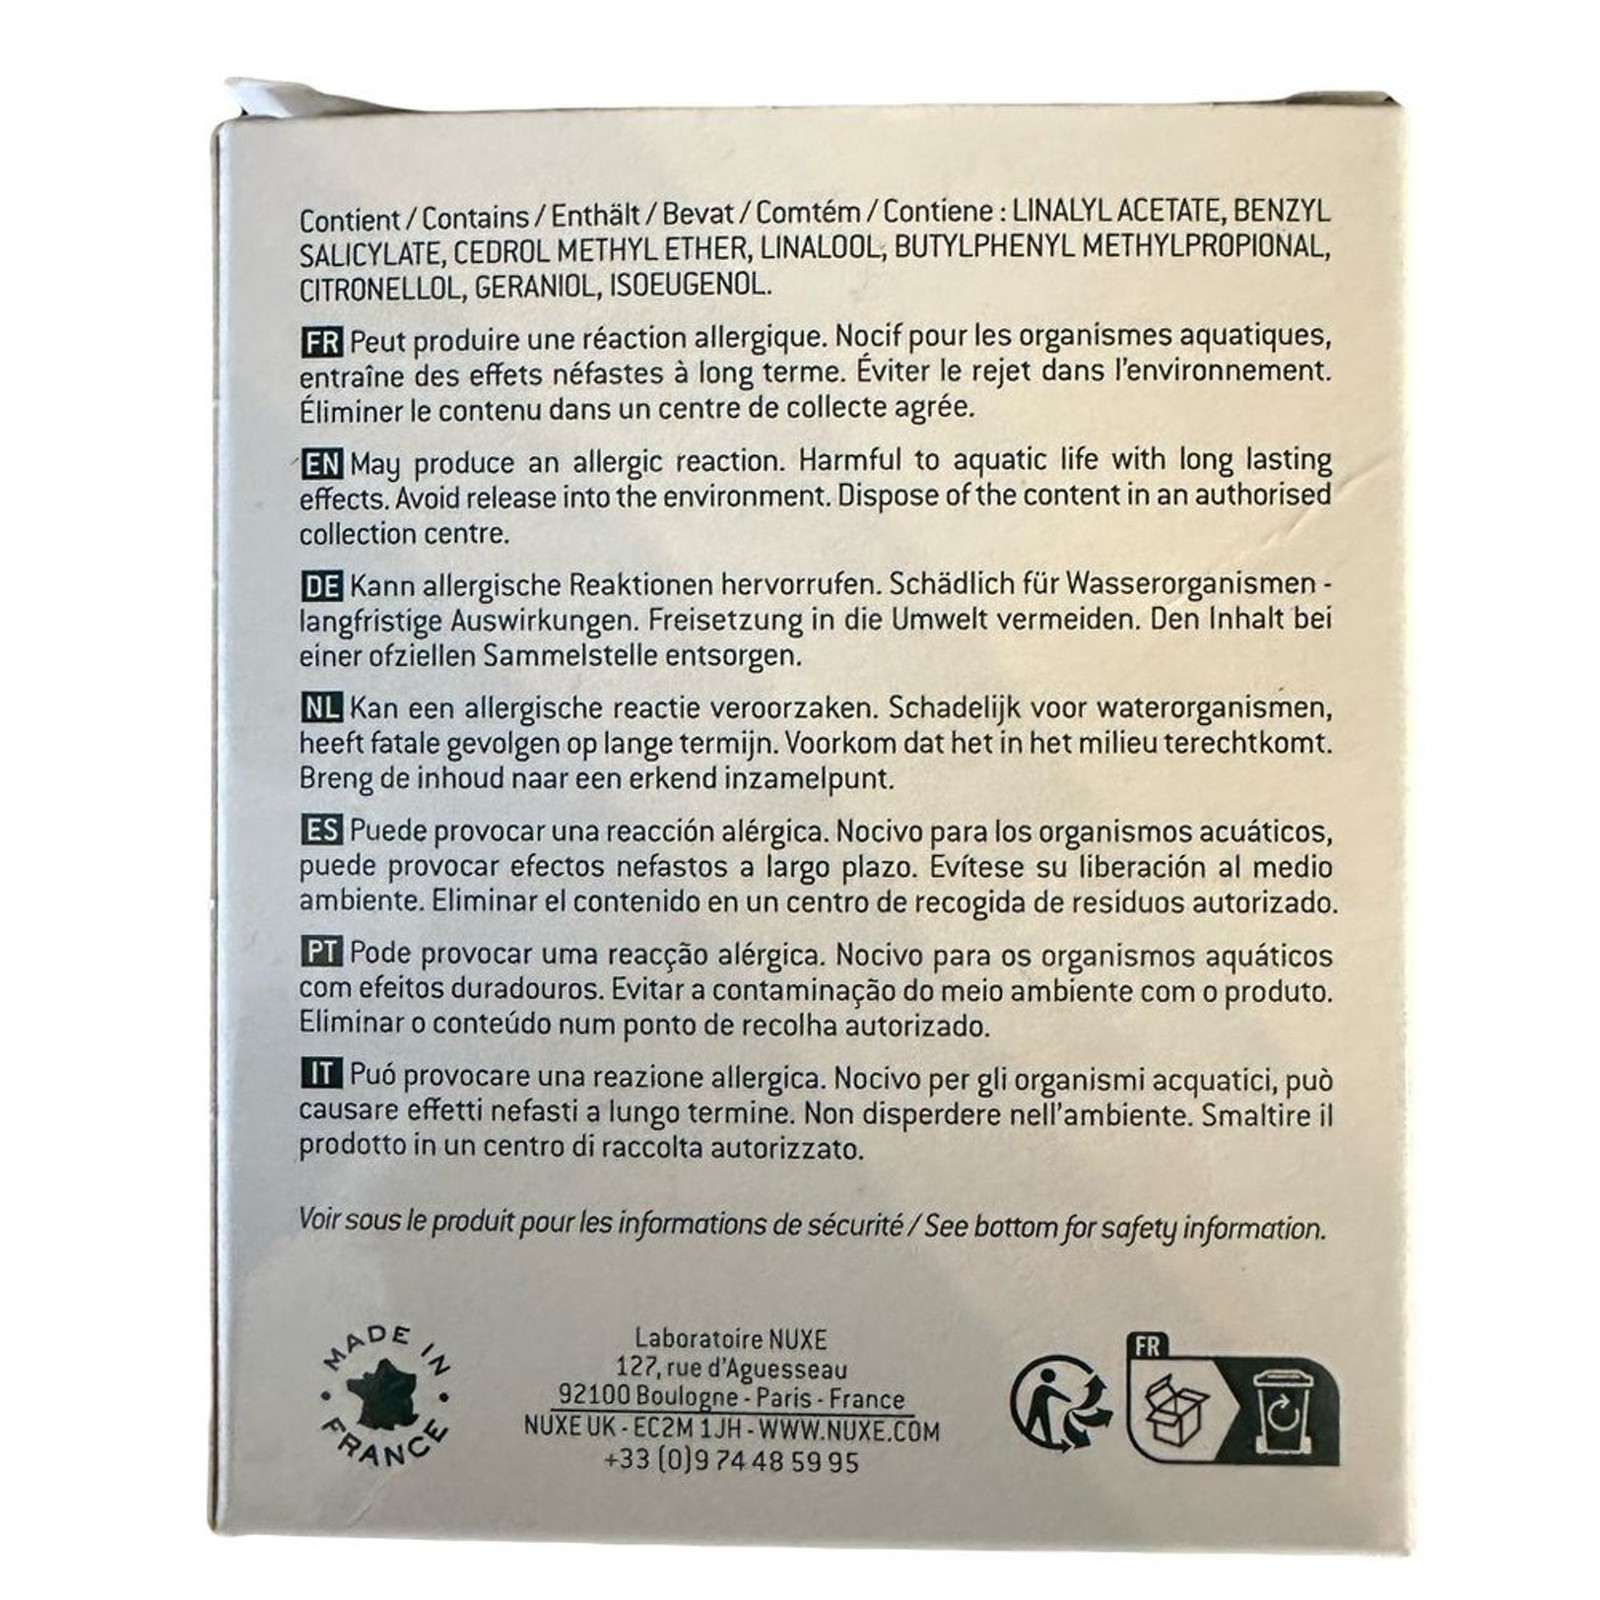 Contient / Contains / Enthält / Bevat / Comtém / Contiene : LINALYL ACETATE, BENZYL
SALICYLATE, CEDROL METHYL ETHER, LINALOOL, BUTYLPHENYL METHYLPROPIONAL,
CITRONELLOL, GERANIOL, ISOEUGENOL.
FR Peut produire une réaction allergique. Nocif pour les organismes aquatiques,
entraîne des effets néfastes à long terme. Éviter le rejet dans l'environnement.
Éliminer le contenu dans un centre de collecte agrée.
EN May produce an allergic reaction. Harmful to aquatic life with long lasting
effects. Avoid release into the environment. Dispose of the content in an authorised
collection centre.
DE Kann allergische Reaktionen hervorrufen. Schädlich für Wasserorganismen -
langfristige Auswirkungen. Freisetzung in die Umwelt vermeiden. Den Inhalt bei
einer ofziellen Sammelstelle entsorgen.
NL Kan een allergische reactie veroorzaken. Schadelijk voor waterorganismen,
heeft fatale gevolgen op lange termijn. Voorkom dat het in het milieu terechtkomt.
Breng de inhoud naar een erkend inzamelpunt.
ES Puede provocar una reacción alérgica. Nocivo para los organismos acuáticos,
puede provocar efectos nefastos a largo plazo. Evítese su liberación al medio
ambiente. Eliminar el contenido en un centro de recogida de residuos autorizado.
PT Pode provocar uma reacção alérgica. Nocivo para os organismos aquáticos
com efeitos duradouros. Evitar a contaminação do meio ambiente com o produto.
Eliminar o conteúdo num ponto de recolha autorizado.
IT Puó provocare una reazione allergica. Nocivo per gli organismi acquatici, può
causare effetti nefasti a lungo termine. Non disperdere nell'ambiente. Smaltire il
prodotto in un centro di raccolta autorizzato.
Voir sous le produit pour les informations de sécurité / See bottom for safety information.
MADE IN
FRANCE
Laboratoire NUXE
127, rue d'Aguesseau
92100 Boulogne - Paris - France
NUXE UK - EC2M 1JH - WWW.NUXE.COM
+33 (0)9 74 48 59 95
FR